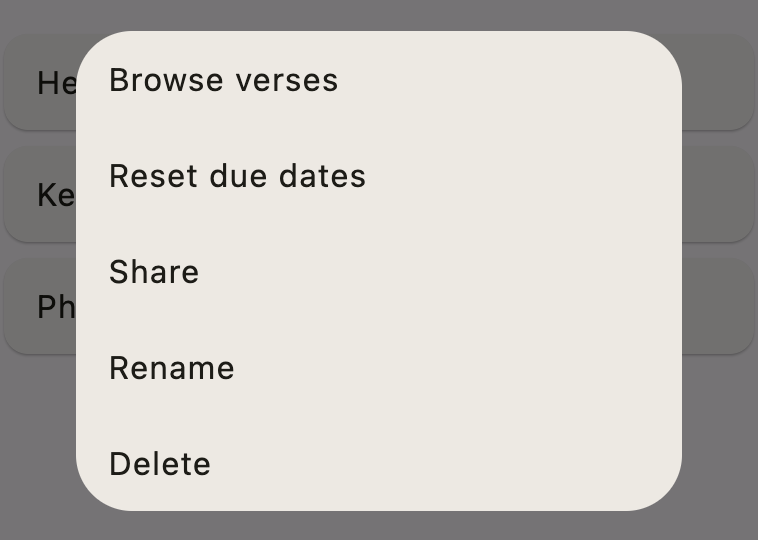 Browse verses
Reset due dates
Share
Rename
Delete